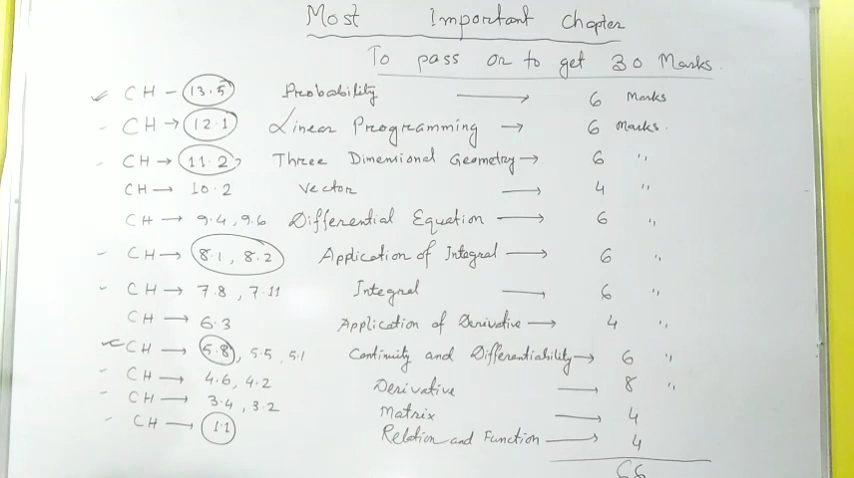 Most Important Chapter
To pass or to get 30 Marks.
✓ CH - 13.5 Probability → 6 Marks
- CH → 12.1 Linear Programming → 6 Marks.
- CH → 11.2, Three Dimensional Geometry → 6 ,,
CH → 10.2 Vector → 4 ,,
CH → 9.4, 9.6 Differential Equation → 6 ,,
- CH → 8.1, 8.2 Application of Integral → 6 ,,
- CH → 7.8, 7.11 Integral → 6 ,,
CH → 6.3 Application of Derivative → 4 ,,
✓ CH → 5.8, 5.5, 5.1 Continuity and Differentiability → 6 ,,
- CH → 4.6, 4.2 Derivative → 8 ,,
- CH → 3.4, 3.2 Matrix → 4
- CH → 1.1 Relation and Function → 4
66